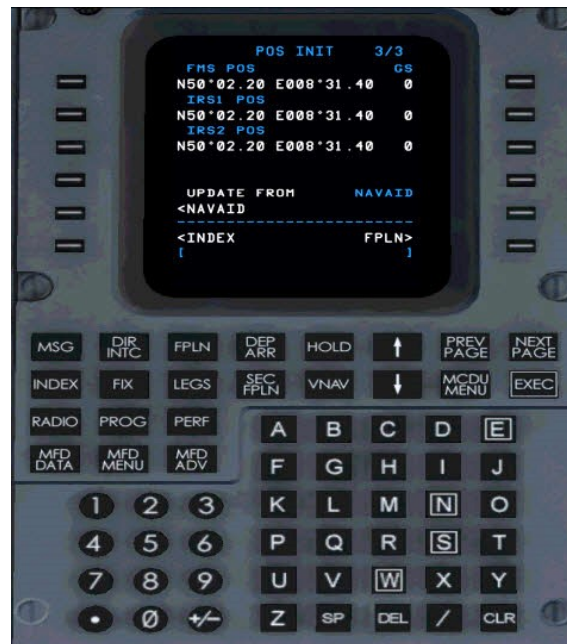 POS INIT 3/3
FMS POS GS
N50°02.20 E008°31.40 0
IRS1 POS
N50°02.20 E008°31.40 0
IRS2 POS
N50°02.20 E008°31.40 0
UPDATE FROM NAVAID
<NAVAID
------------------------
<INDEX FPLN>
[ ]
MSG DIR INTC FPLN DEP ARR HOLD ↑ PREV PAGE NEXT PAGE
INDEX FIX LEGS SEC FPLN VNAV ↓ MCDU MENU EXEC
RADIO PROG PERF
MFD DATA MFD MENU MFD ADV
A B C D E
F G H I J
1 2 3 K L M N O
4 5 6 P Q R S T
7 8 9 U V W X Y
. 0 +/- Z SP DEL / CLR